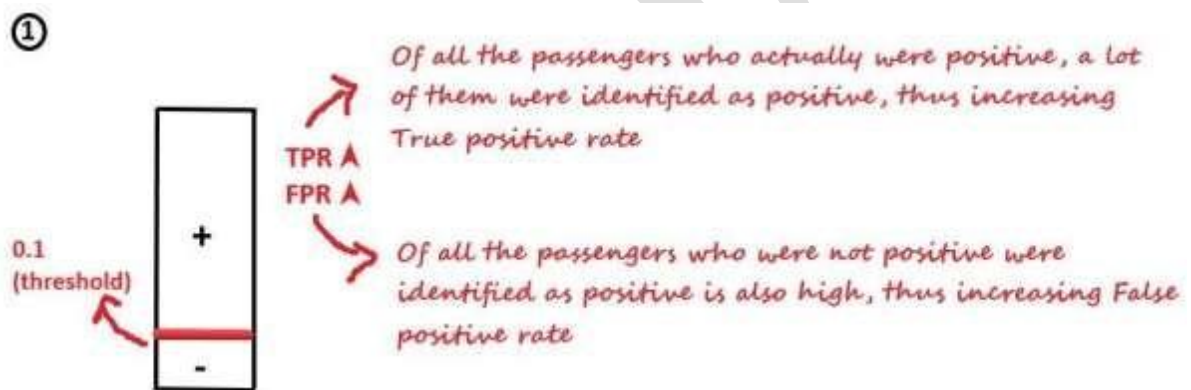 1
Of all the passengers who actually were positive, a lot
of them were identified as positive, thus increasing
True positive rate
TPR
FPR
+
0.1
(threshold)
Of all the passengers who were not positive were
identified as positive is also high, thus increasing False
positive rate
-